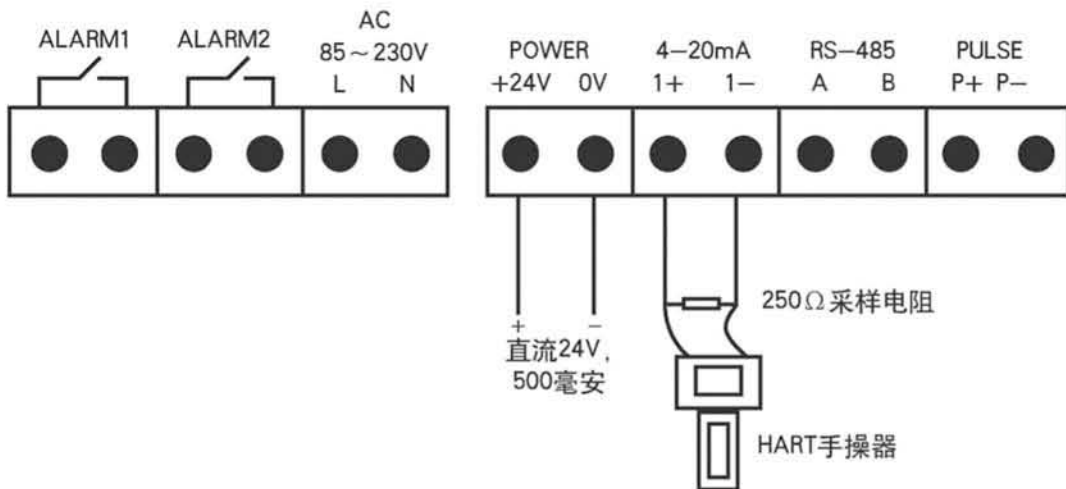 ALARM1
ALARM2
AC
85～230V
L N
POWER
+24V 0V
4—20mA
1+ 1—
RS—485
A B
PULSE
P+ P—
+ —
直流24V，
500毫安
250Ω采样电阻
HART手操器